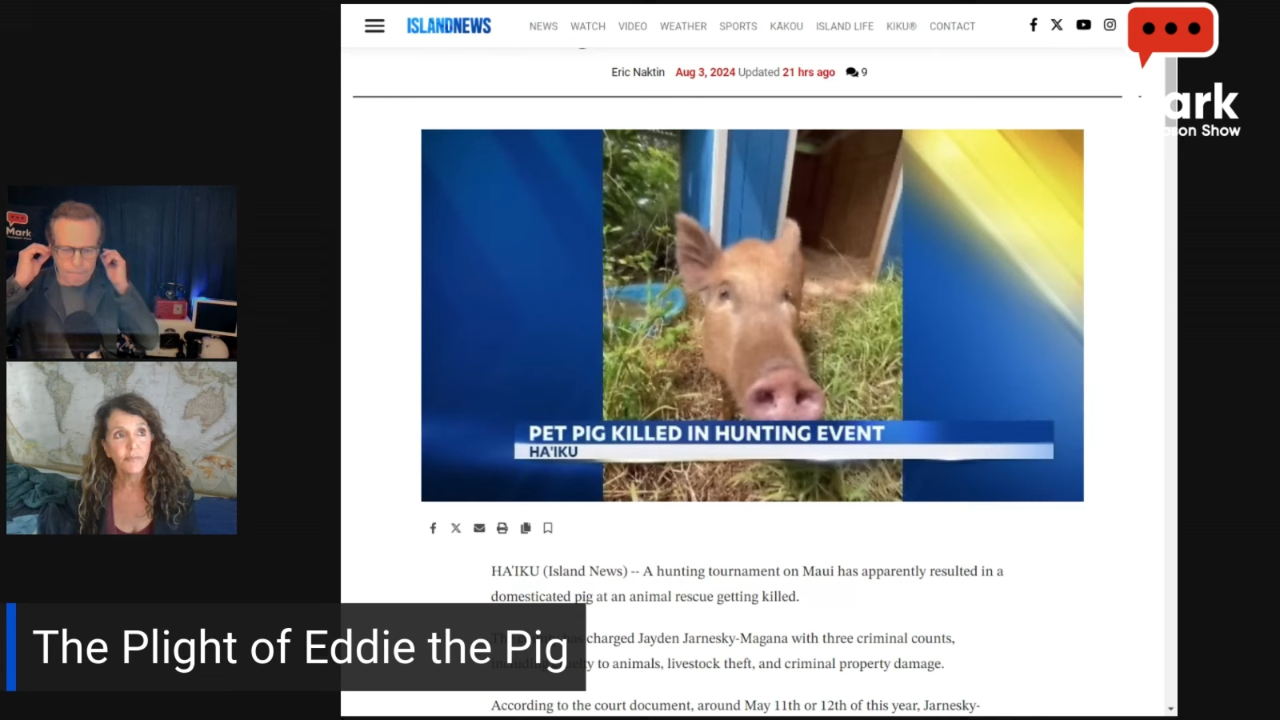 ISLANDNEWS
NEWS WATCH VIDEO WEATHER SPORTS KĀKOU ISLAND LIFE KIKU® CONTACT
Eric Naktin Aug 3, 2024 Updated 21 hrs ago 9
ark
son Show
Mark
PET PIG KILLED IN HUNTING EVENT
HA'IKU
HA'IKU (Island News) -- A hunting tournament on Maui has apparently resulted in a
domesticated pig at an animal rescue getting killed.
charged Jayden Jarnesky-Magana with three criminal counts,
to animals, livestock theft, and criminal property damage.
According to the court document, around May 11th or 12th of this year, Jarnesky-
The Plight of Eddie the Pig